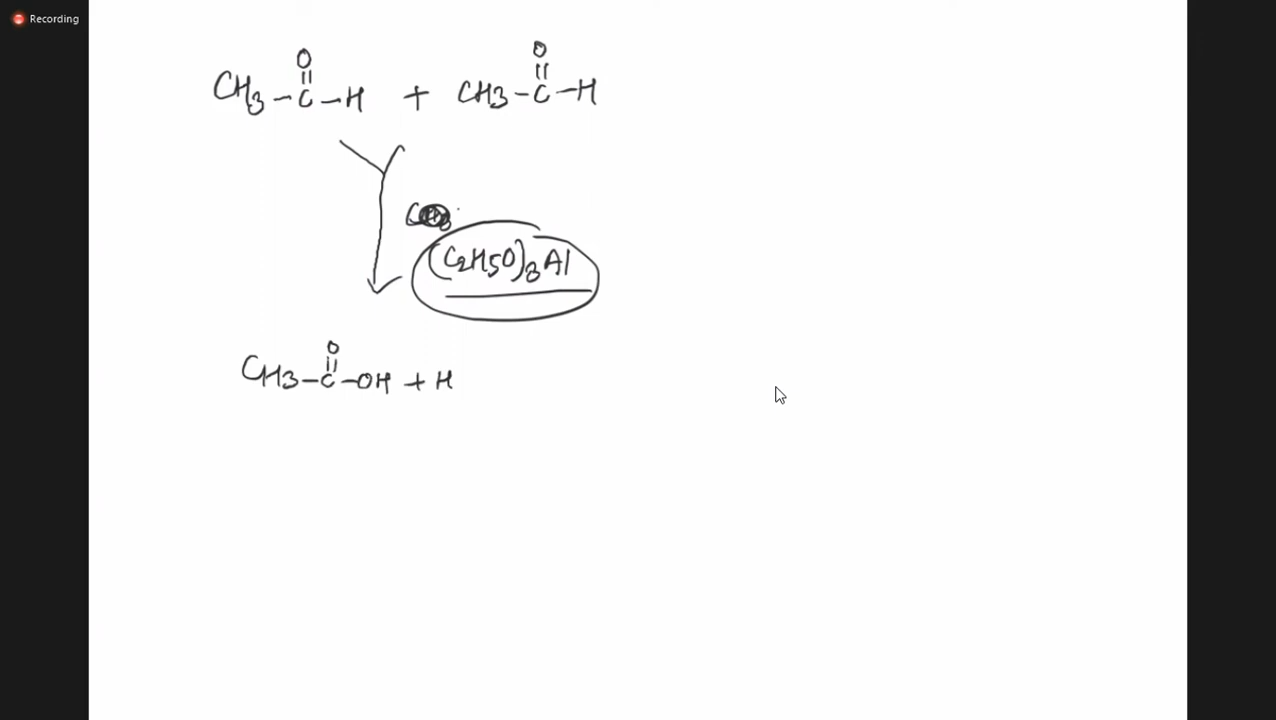 Recording
O O
CH3 - C - H + CH3 - C - H
(C2H5O)3Al
O
CH3 - C - OH + H